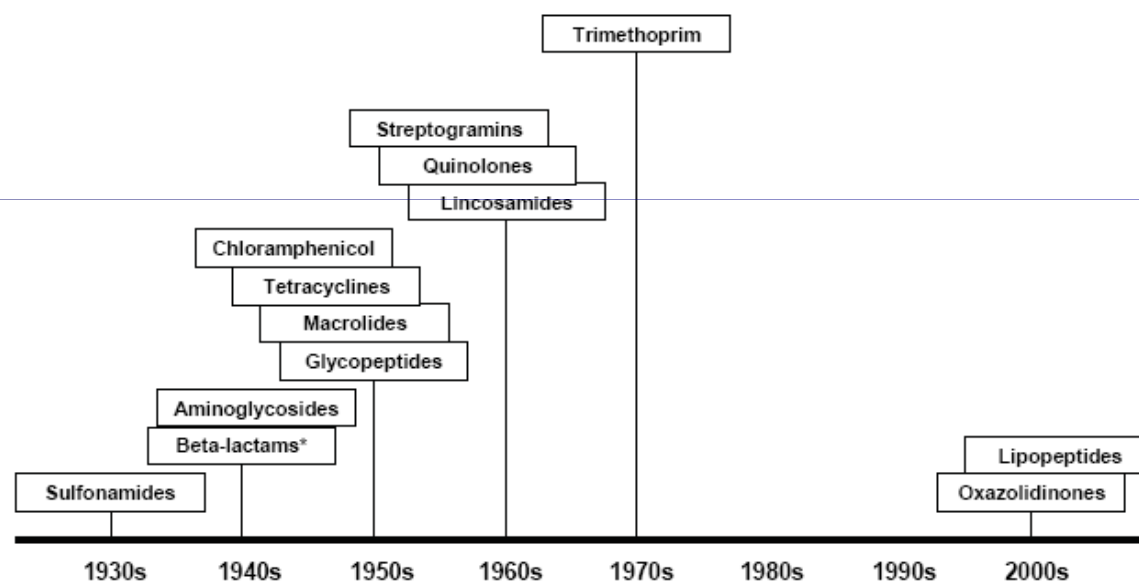 Trimethoprim
Streptogramins
Quinolones
Lincosamides
Chloramphenicol
Tetracyclines
Macrolides
Glycopeptides
Aminoglycosides
Beta-lactams*
Lipopeptides
Sulfonamides
Oxazolidinones
1930s 1940s 1950s 1960s 1970s 1980s 1990s 2000s